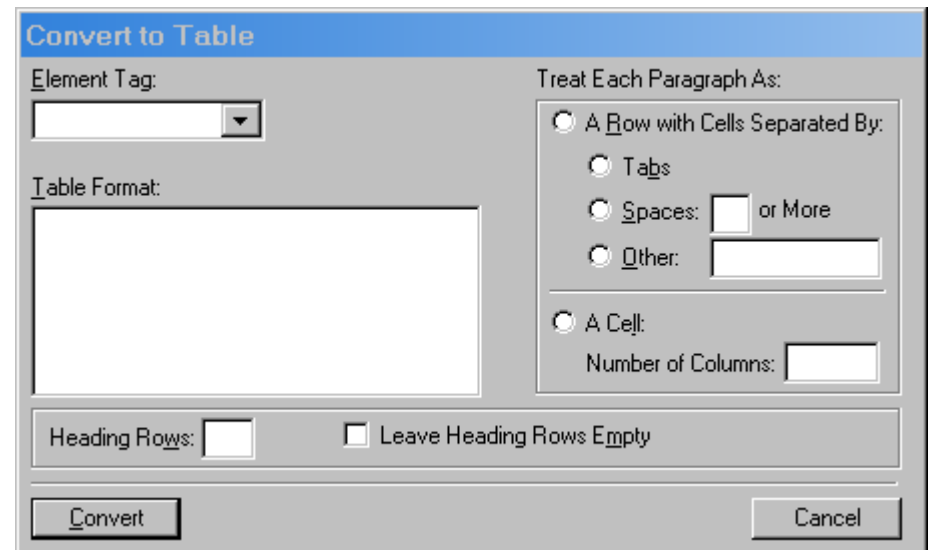 Convert to Table
Element Tag:
Treat Each Paragraph As:
A Row with Cells Separated By:
Tabs
Spaces: or More
Other:
A Cell:
Number of Columns:
Table Format:
Heading Rows:
Leave Heading Rows Empty
Convert
Cancel